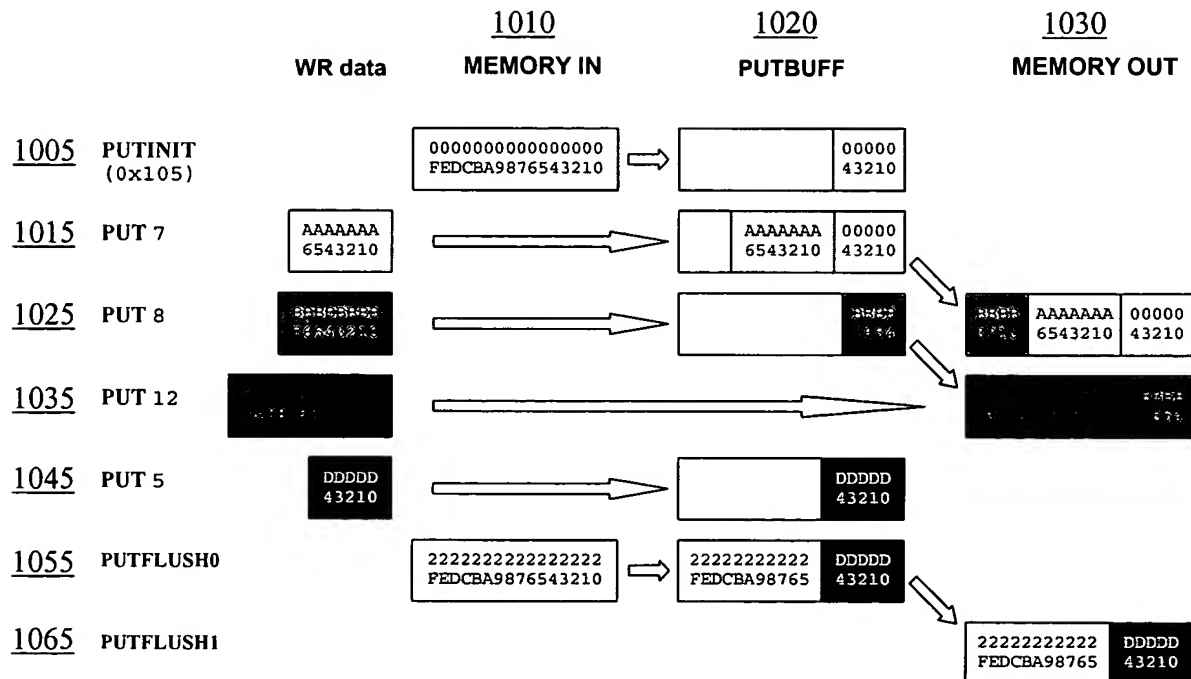 1010 1020 1030
WR data MEMORY IN PUTBUFF MEMORY OUT
1005 PUTINIT 0000000000000000 00000
(0x105) FEDCBA9876543210 43210
1015 PUT 7 AAAAAAA AAAAAAA 00000
6543210 6543210 43210
1025 PUT 8 AAAAAAA 00000
6543210 43210
1035 PUT 12
1045 PUT 5 DDDDD DDDDD
43210 43210
1055 PUTFLUSH0 2222222222222222 22222222222 DDDDD
FEDCBA9876543210 FEDCBA98765 43210
1065 PUTFLUSH1 22222222222 DDDDD
FEDCBA98765 43210